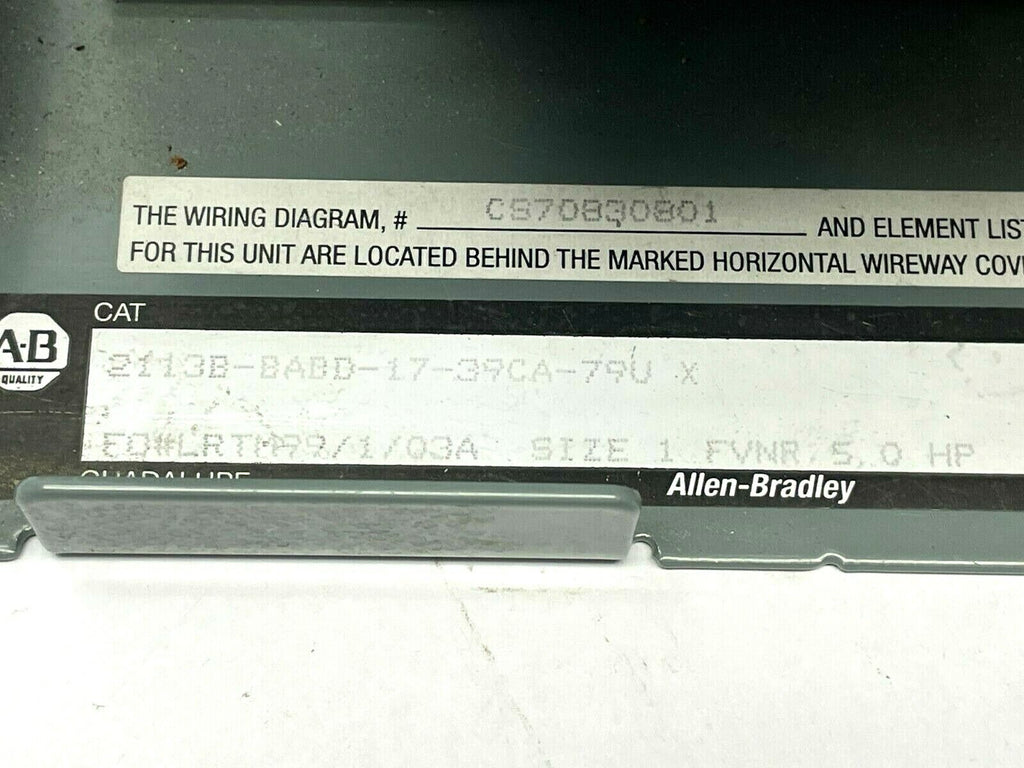 THE WIRING DIAGRAM, # CS70830801 AND ELEMENT LIST
FOR THIS UNIT ARE LOCATED BEHIND THE MARKED HORIZONTAL WIREWAY
CAT
A-B
QUALITY
2113B-BABD-17-39CA-79U X
SIZE 1 FVNR 5.0 HP
GUADALUPE
Allen-Bradley